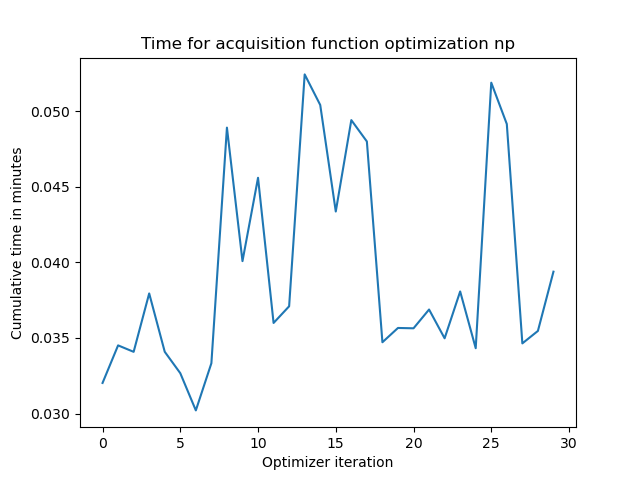 Time for acquisition function optimization np
Cumulative time in minutes
0.050
0.045
0.040
0.035
0.030
0 5 10 15 20 25 30
Optimizer iteration